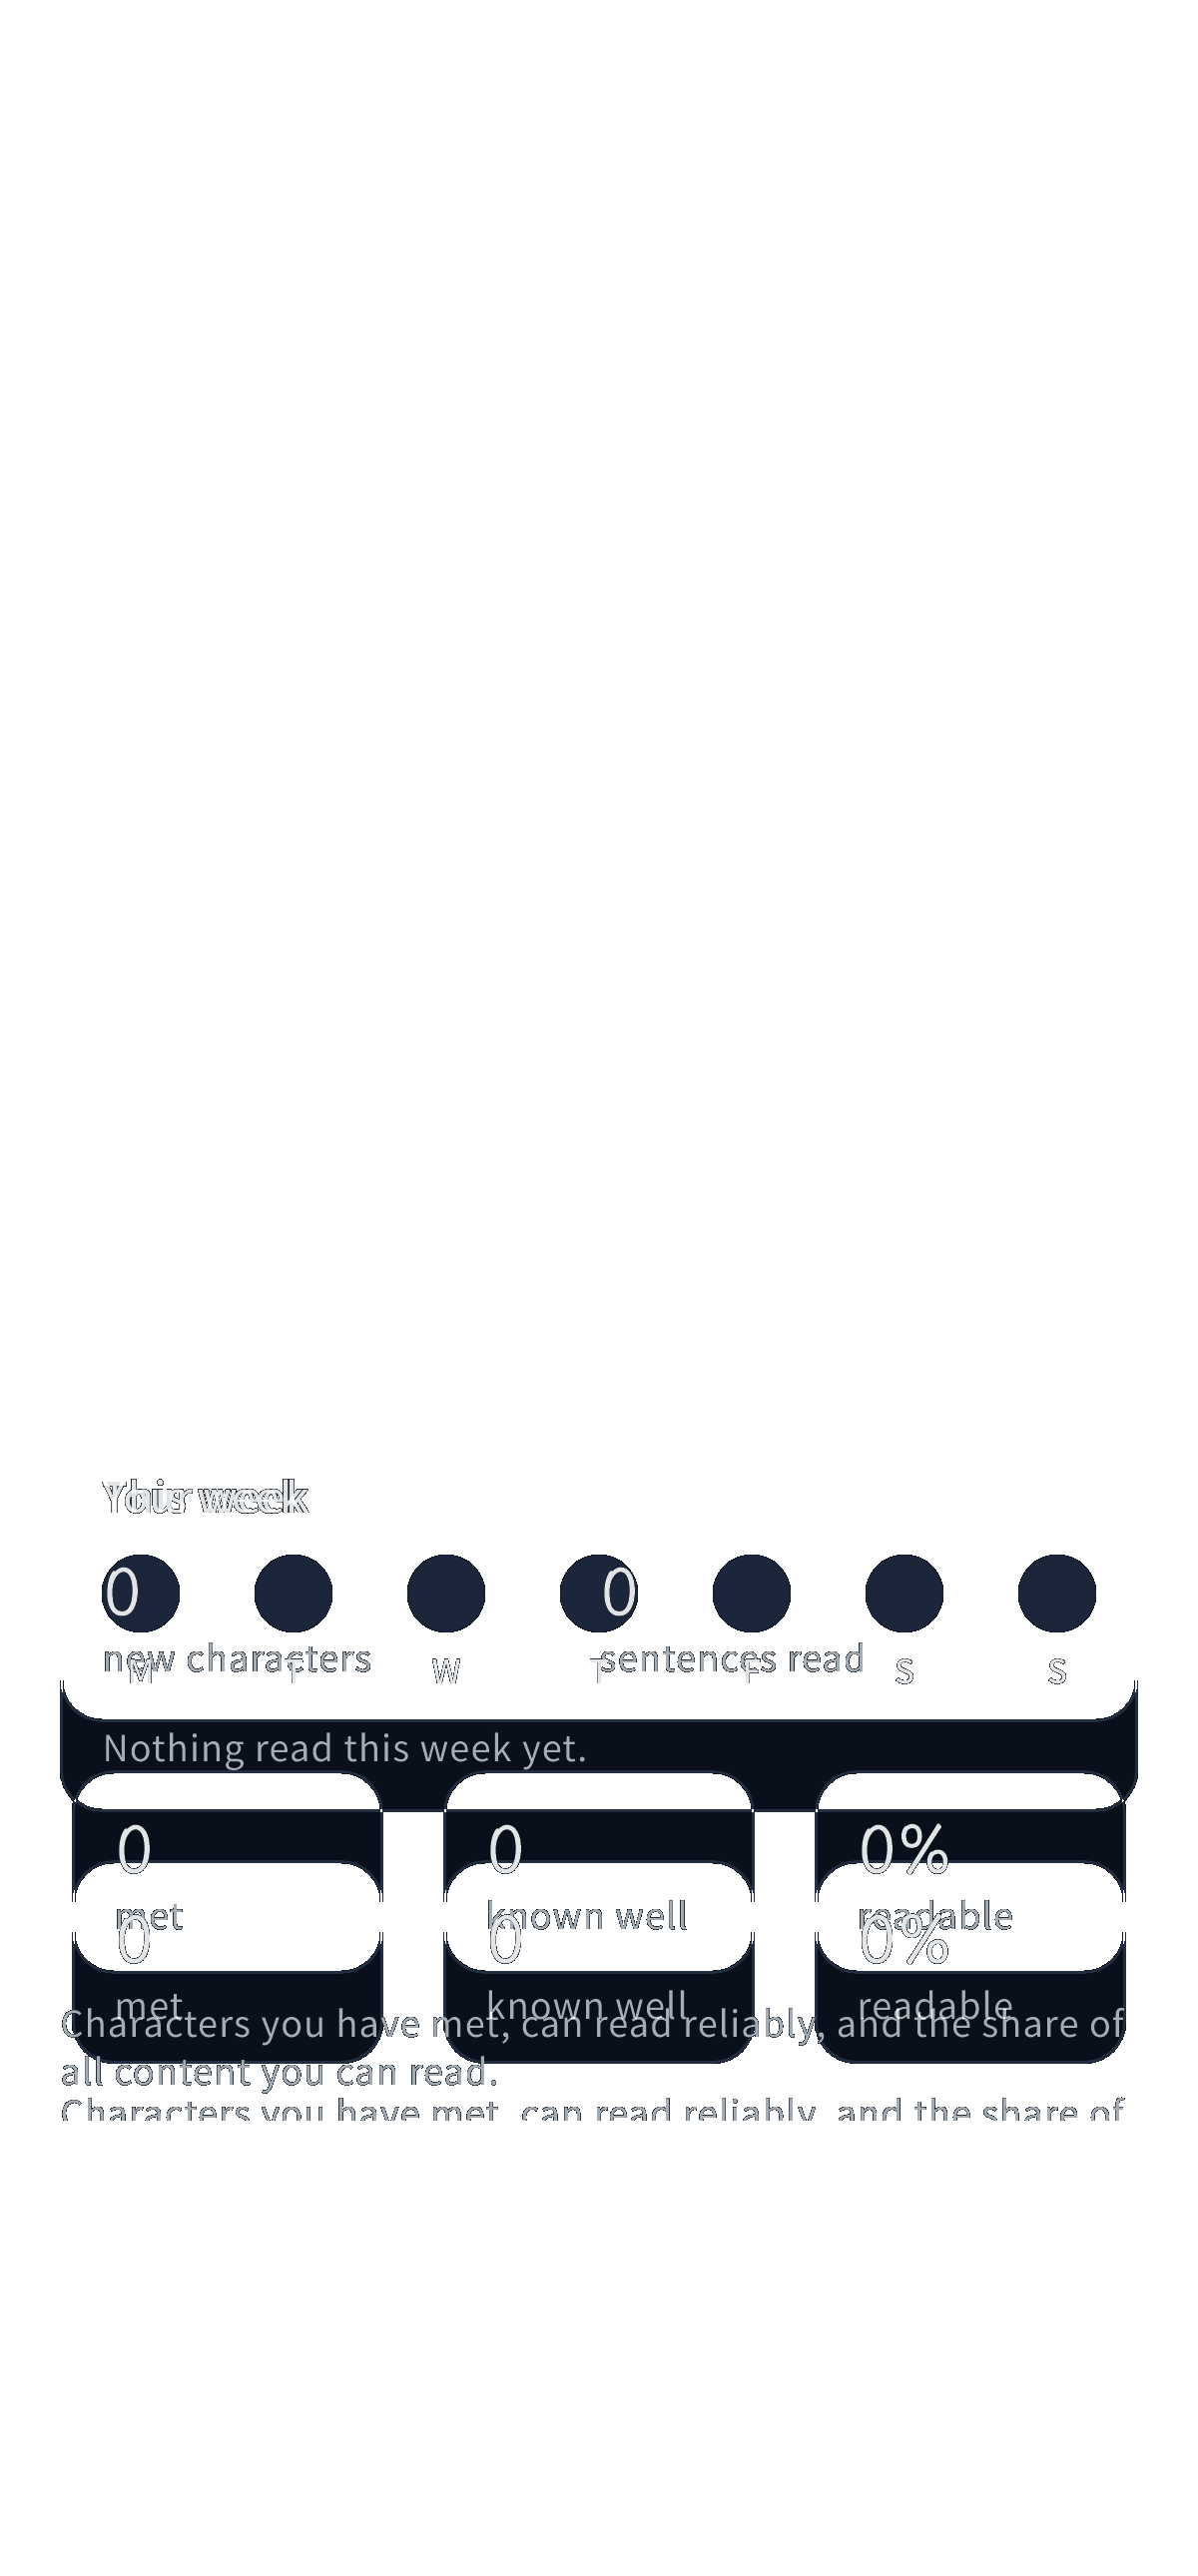 Your week
This week
0 0
new characters sentences read
M T W T F S S
Nothing read this week yet.
0 0 0%
met known well readable
0 0 0%
met known well readable
Characters you have met, can read reliably, and the share of
all content you can read.
Characters you have met, can read reliably, and the share of